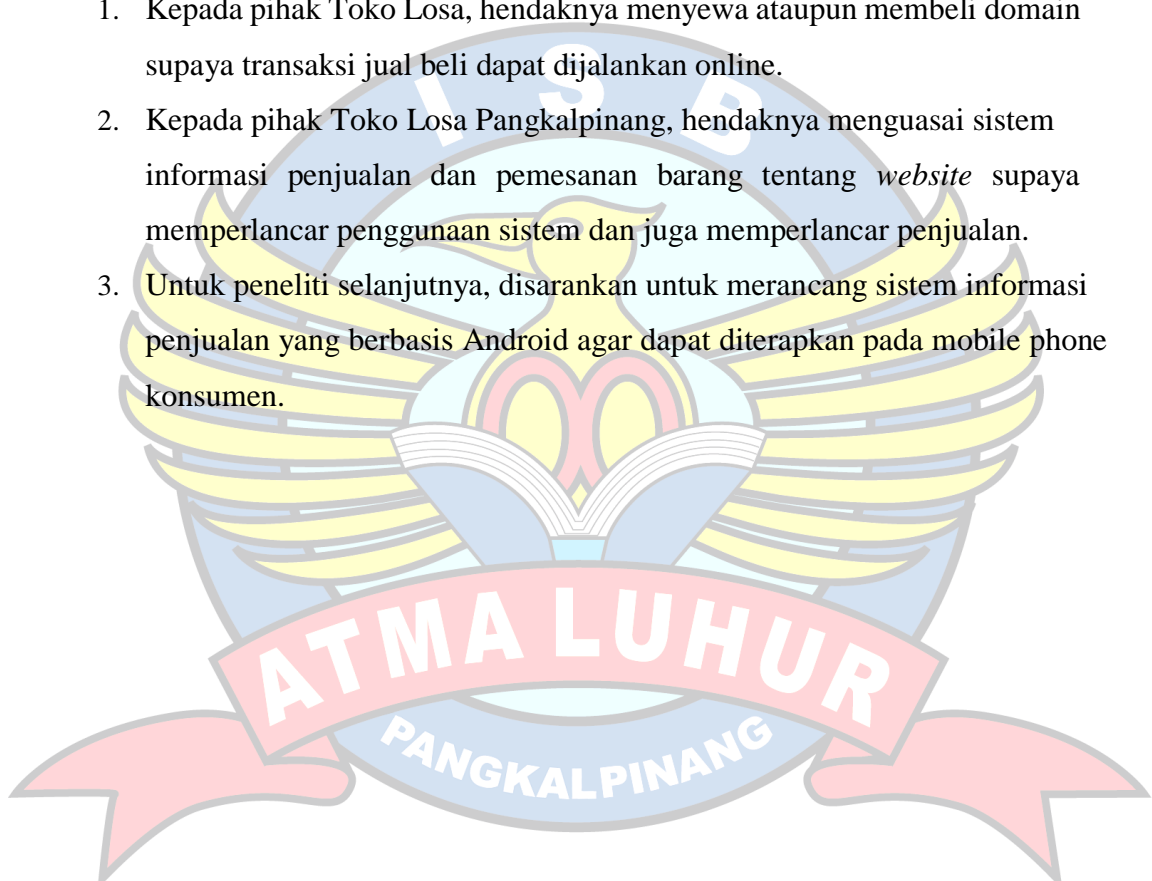 1. Kepada pihak Toko Losa, hendaknya menyewa ataupun membeli domain
supaya transaksi jual beli dapat dijalankan online.
2. Kepada pihak Toko Losa Pangkalpinang, hendaknya menguasai sistem
informasi penjualan dan pemesanan barang tentang website supaya
memperlancar penggunaan sistem dan juga memperlancar penjualan.
3. Untuk peneliti selanjutnya, disarankan untuk merancang sistem informasi
penjualan yang berbasis Android agar dapat diterapkan pada mobile phone
konsumen.
I S B
ATMA LUHUR
PANGKALPINANG